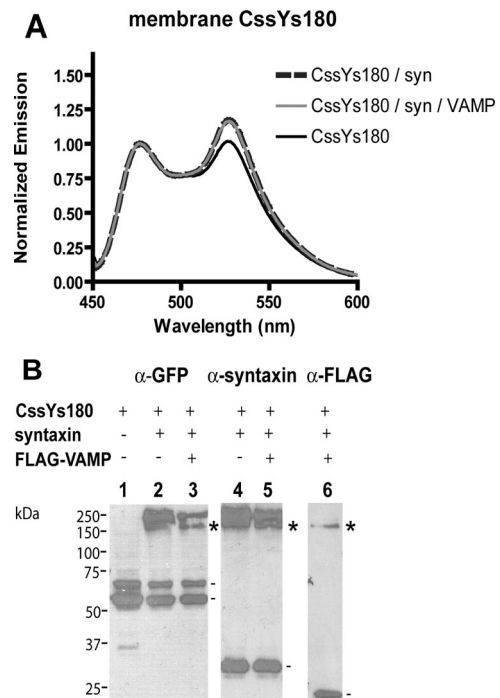 A
membrane CssYs180
Normalized Emission
1.50
1.25
1.00
0.75
0.50
0.25
0.00
450 500 550 600
Wavelength (nm)
CssYs180 / syn
CssYs180 / syn / VAMP
CssYs180
B
α-GFP α-syntaxin α-FLAG
CssYs180 + + + + + +
syntaxin - + + + + +
FLAG-VAMP - - + - + +
1 2 3 4 5 6
kDa
250-
150-
100-
75-
50-
37-
25-
* * *
- - - -